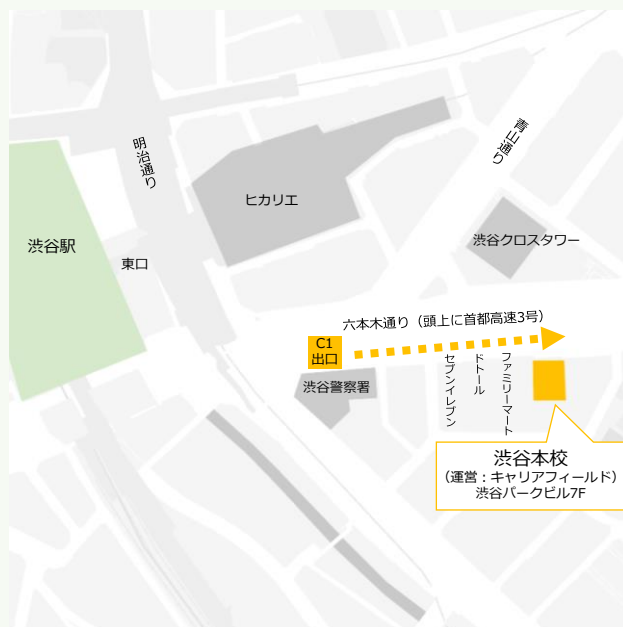 明治通り
青山通り
ヒカリエ
渋谷クロスタワー
渋谷駅
東口
六本木通り（頭上に首都高速3号）
C1
出口
渋谷警察署
セブンイレブン
ドトール
ファミリーマート
渋谷本校
（運営：キャリアフィールド）
渋谷パークビル7F